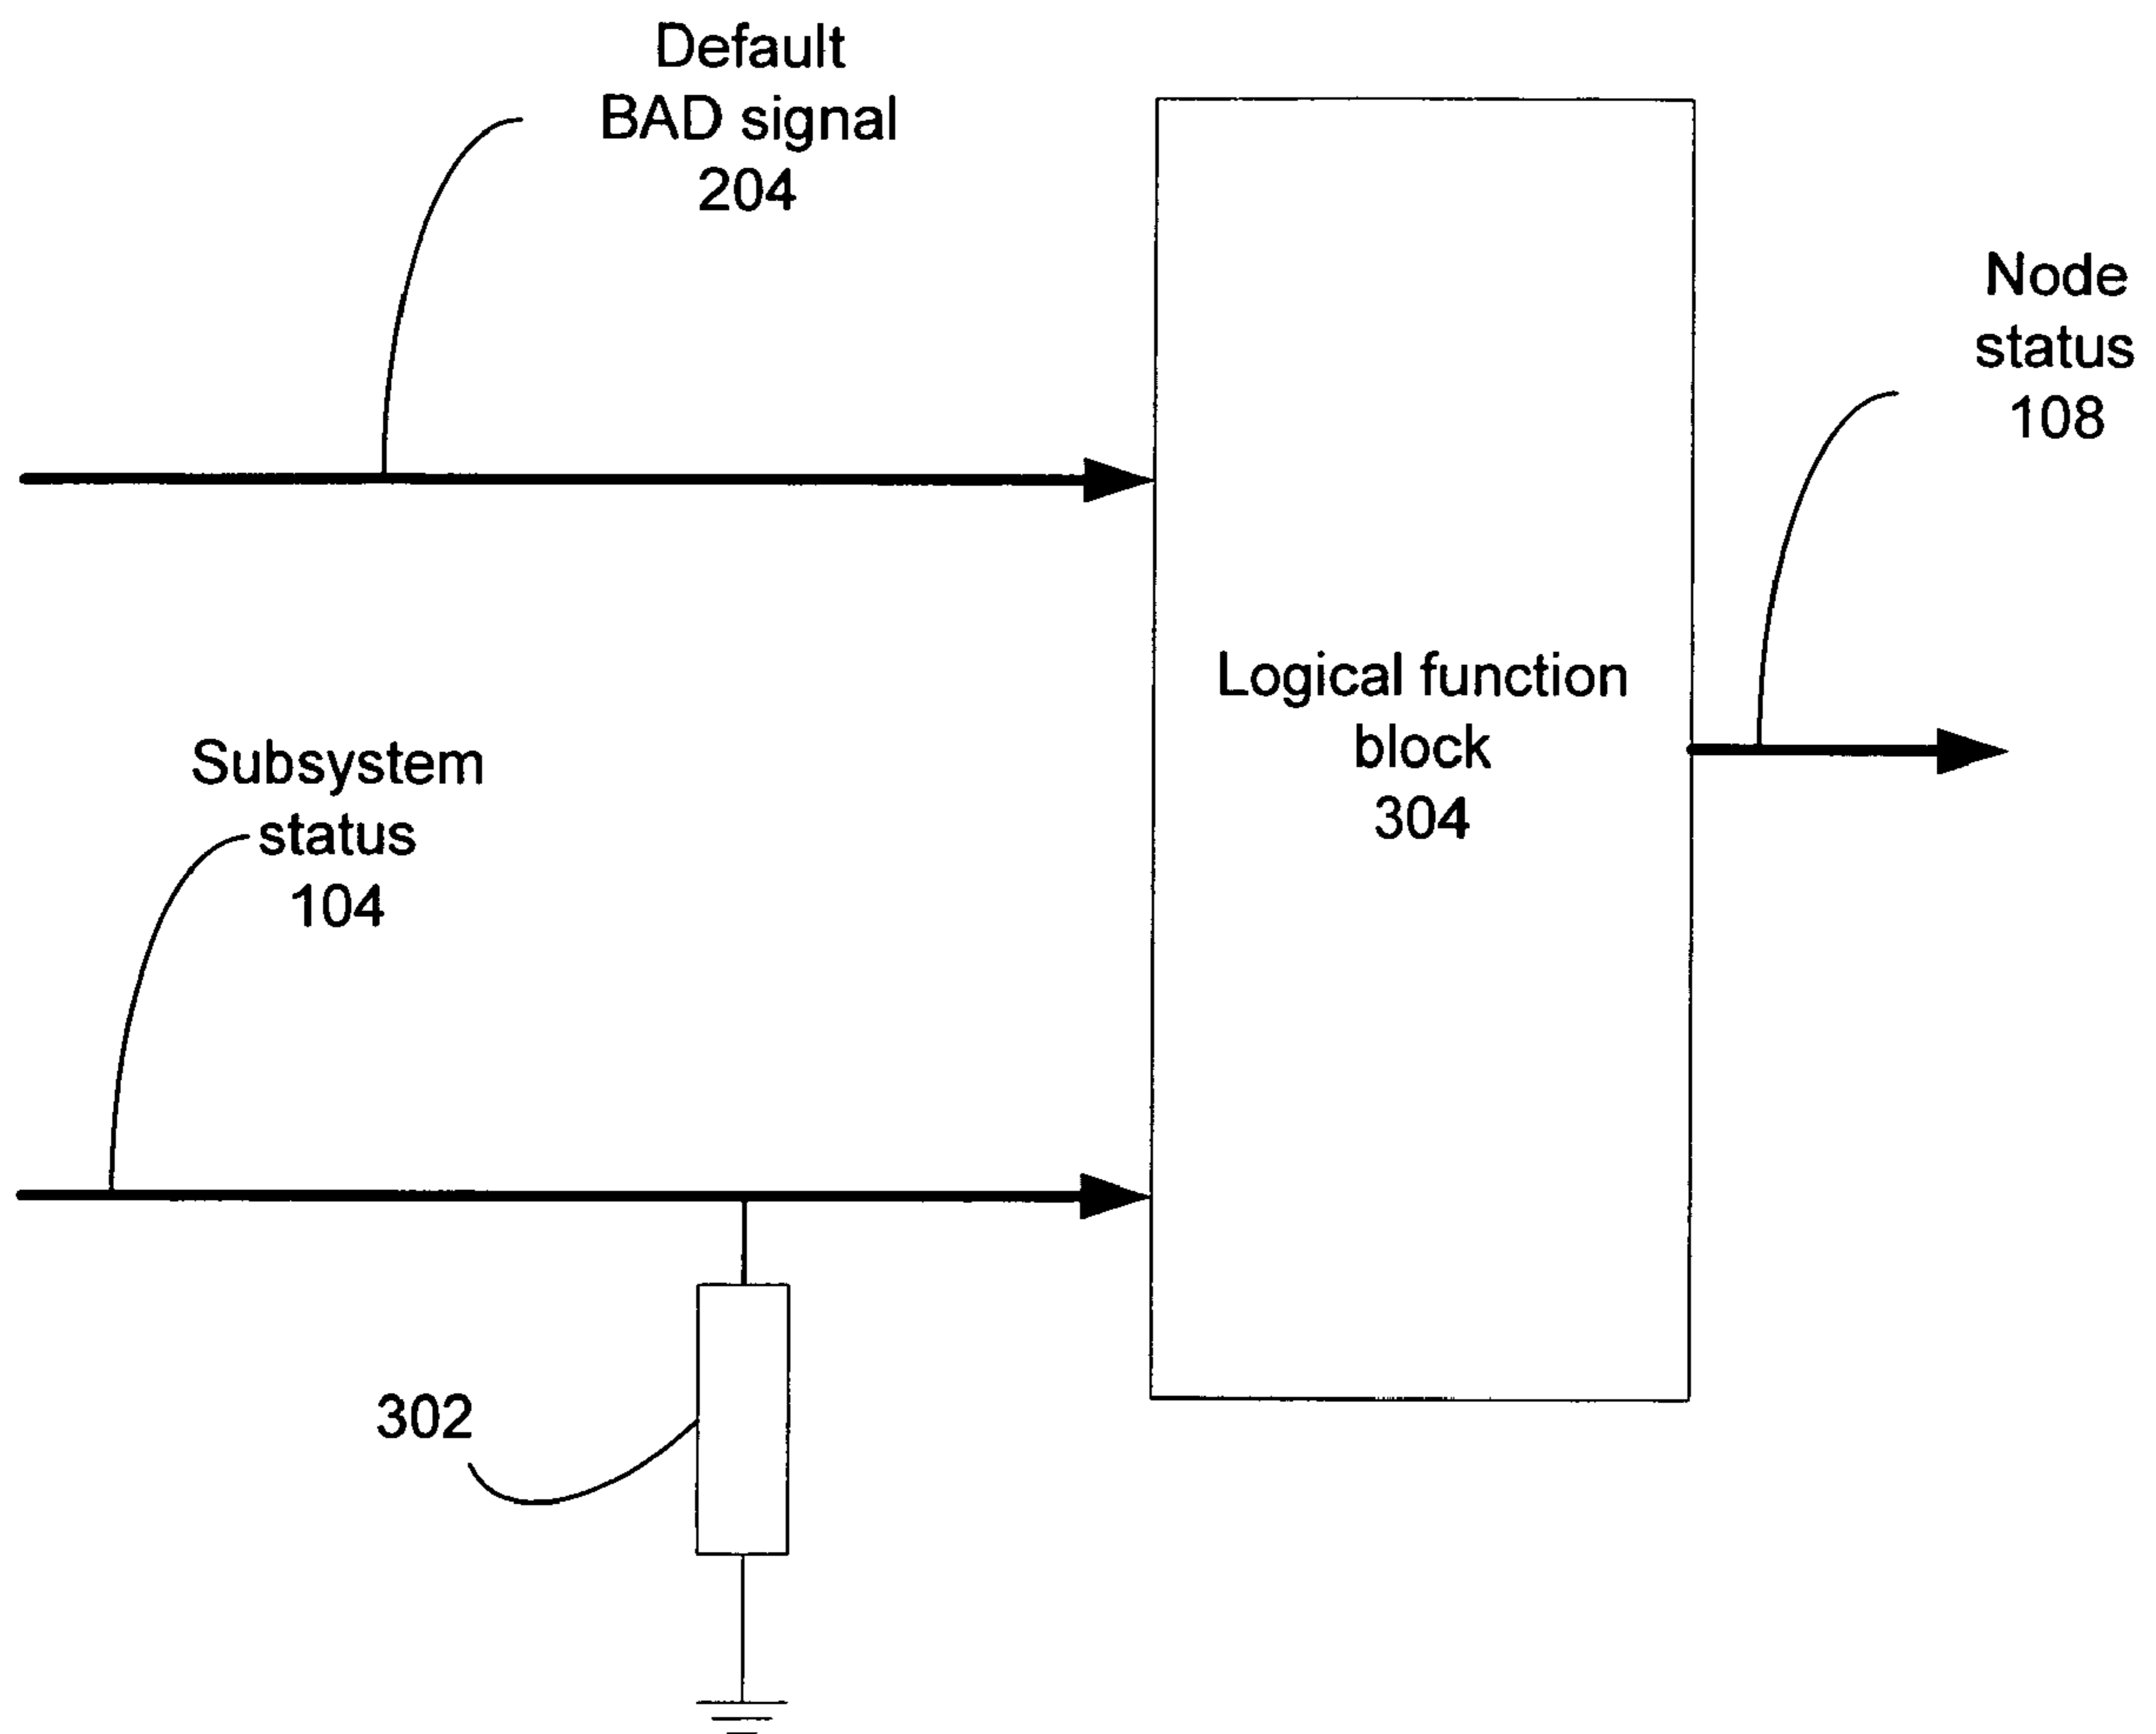 Default
BAD signal
204
Node
status
108
Logical function
block
304
Subsystem
status
104
302